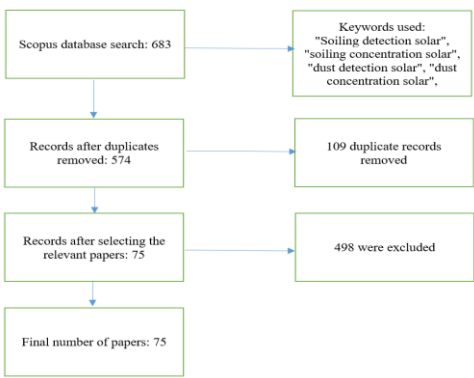 Scopus database search: 683
Keywords used:
"Soiling detection solar",
"soiling concentration solar",
"dust detection solar", "dust
concentration solar",
Records after duplicates
removed: 574
109 duplicate records
removed
Records after selecting the
relevant papers: 75
498 were excluded
Final number of papers: 75